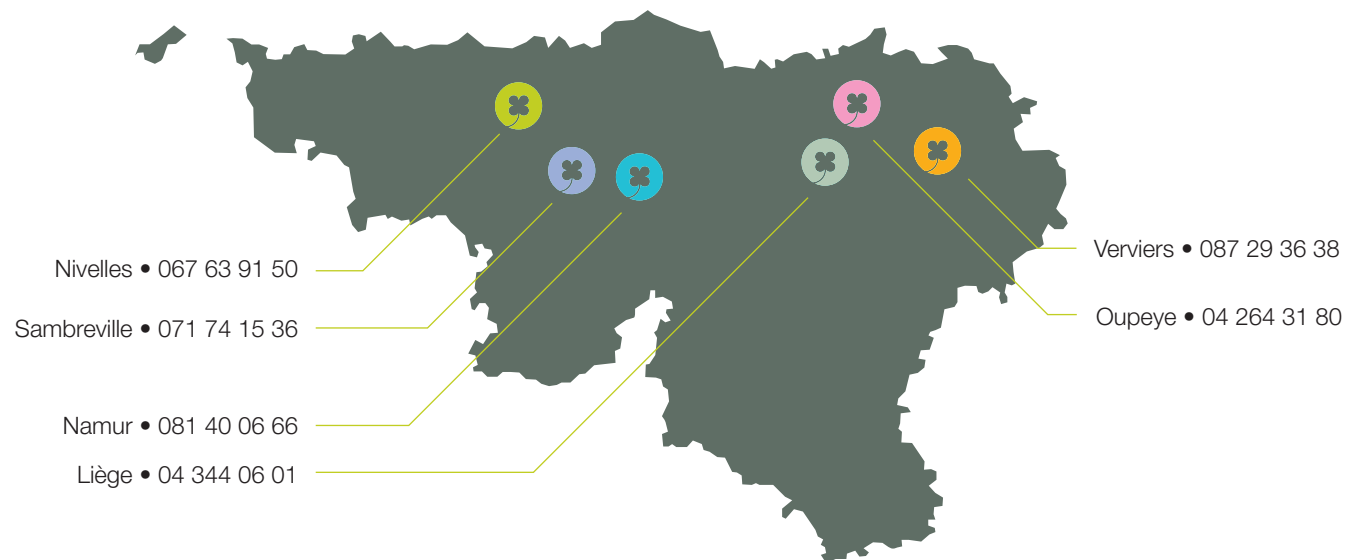 Nivelles • 067 63 91 50
Sambreville • 071 74 15 36
Namur • 081 40 06 66
Liège • 04 344 06 01
Verviers • 087 29 36 38
Oupeye • 04 264 31 80